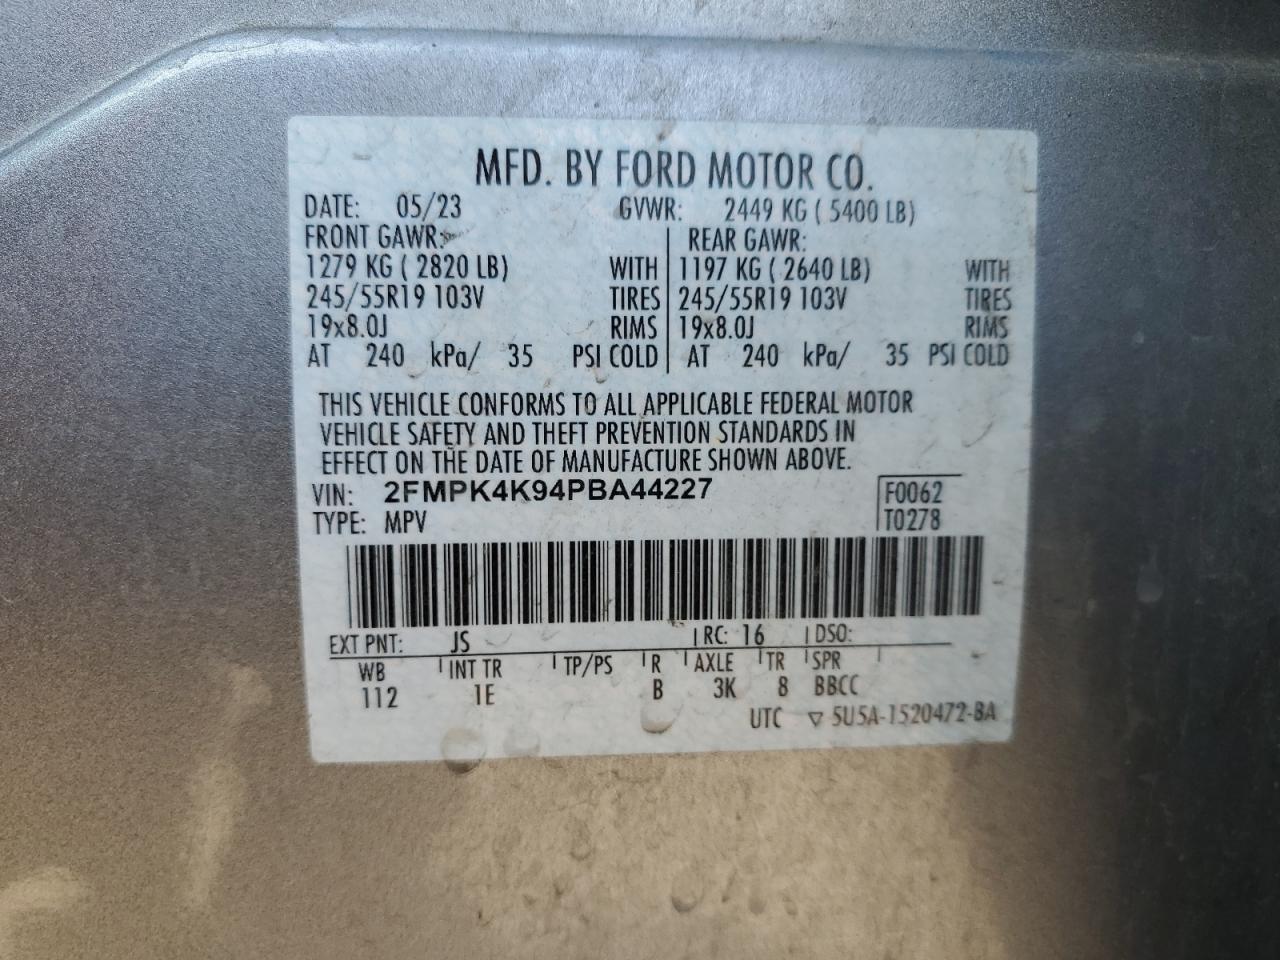 MFD. BY FORD MOTOR CO.
DATE: 05/23 GVWR: 2449 KG ( 5400 LB)
FRONT GAWR: REAR GAWR:
1279 KG ( 2820 LB) WITH 1197 KG ( 2640 LB) WITH
245/55R19 103V TIRES 245/55R19 103V TIRES
19x8.0J RIMS 19x8.0J RIMS
AT 240 kPa/ 35 PSI COLD AT 240 kPa/ 35 PSI COLD
THIS VEHICLE CONFORMS TO ALL APPLICABLE FEDERAL MOTOR
VEHICLE SAFETY AND THEFT PREVENTION STANDARDS IN
EFFECT ON THE DATE OF MANUFACTURE SHOWN ABOVE.
VIN: 2FMPK4K94PBA44227 F0062
TYPE: MPV T0278
EXT PNT: JS RC: 16 DSO:
WB INT TR TP/PS R AXLE TR SPR
112 1E B 3K 8 BBCC
UTC ▽ 5U5A-1520472-BA